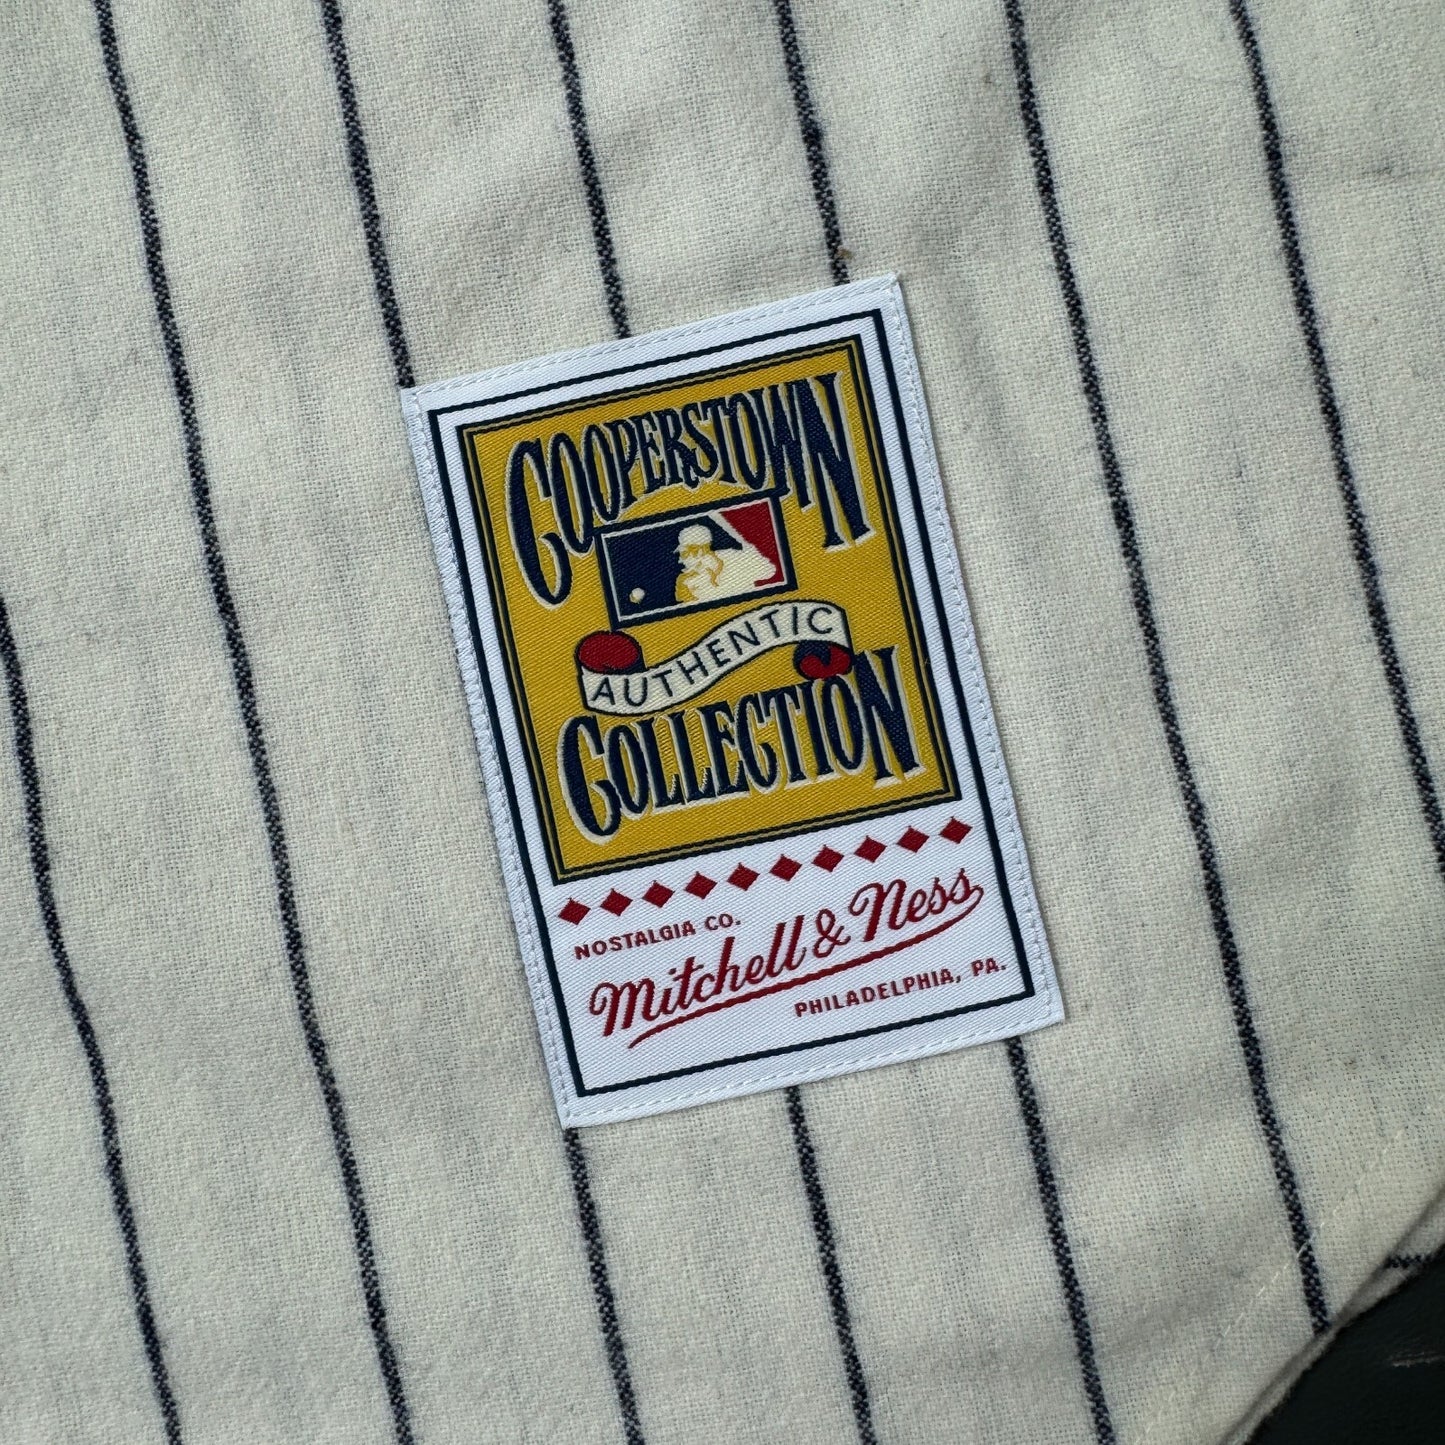 COOPERSTOWN
AUTHENTIC
COLLECTION
NOSTALGIA CO.
Mitchell & Ness
PHILADELPHIA, PA.